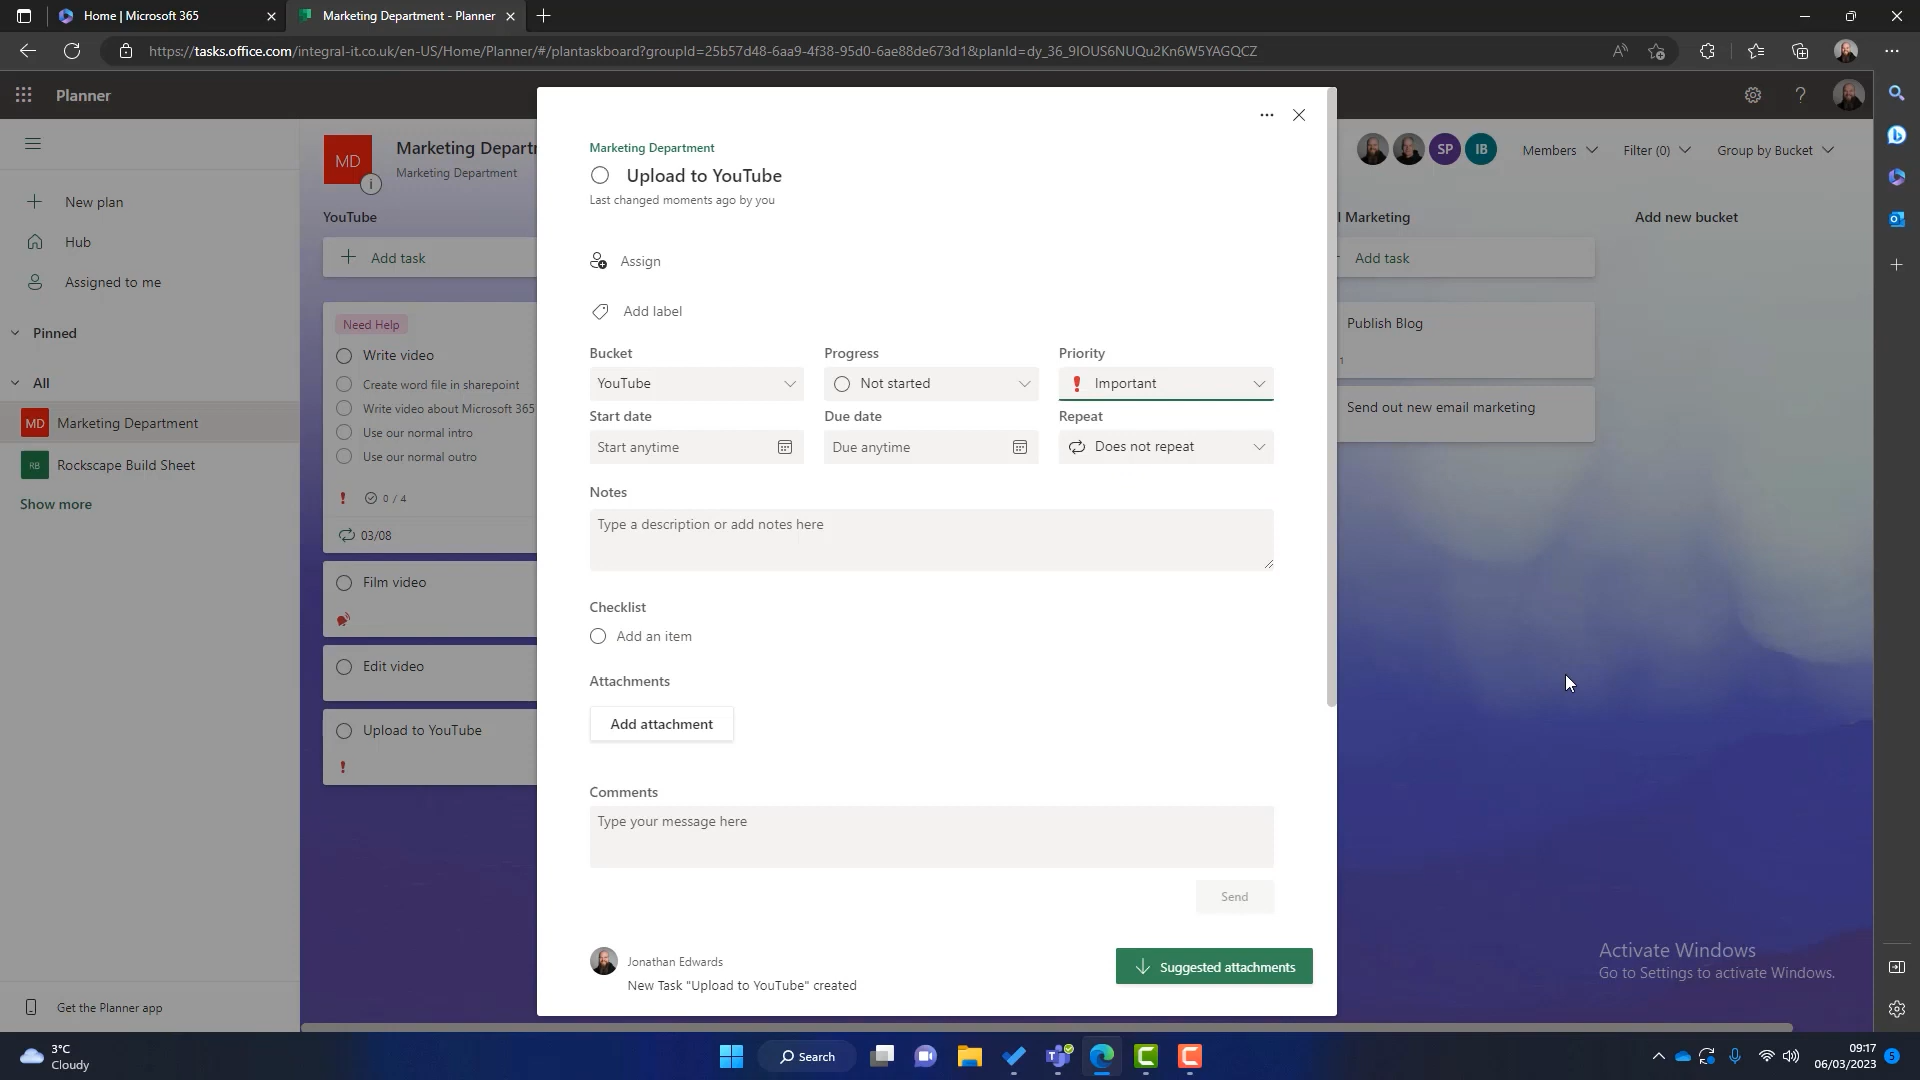 Home | Microsoft 365
Marketing Department - Planner
https://tasks.office.com/integral-it.co.uk/en-US/Home/Planner/#/plantaskboard?groupId=25b57d48-6aa9-4f38-95d0-6ae88de673d1&planId=dy_36_9IOUS6NUQu2Kn6W5YAGQCZ
Planner
New plan
Hub
Assigned to me
Pinned
All
MD Marketing Department
RB Rockscape Build Sheet
Show more
Get the Planner app
MD
Marketing Departr
Marketing Department
YouTube
Add task
Need Help
Write video
Create word file in sharepoint
Write video about Microsoft 365
Use our normal intro
Use our normal outro
0 / 4
03/08
Film video
Edit video
Upload to YouTube
Marketing Department
Upload to YouTube
Last changed moments ago by you
Assign
Add label
Bucket
Progress
Priority
YouTube
Not started
Important
Start date
Due date
Repeat
Start anytime
Due anytime
Does not repeat
Notes
Type a description or add notes here
Checklist
Add an item
Attachments
Add attachment
Comments
Type your message here
Send
Jonathan Edwards
New Task "Upload to YouTube" created
Suggested attachments
SP
IB
Members
Filter (0)
Group by Bucket
l Marketing
Add new bucket
Add task
Publish Blog
1
Send out new email marketing
Activate Windows
Go to Settings to activate Windows.
3°C
Cloudy
Search
09:17
06/03/2023
5